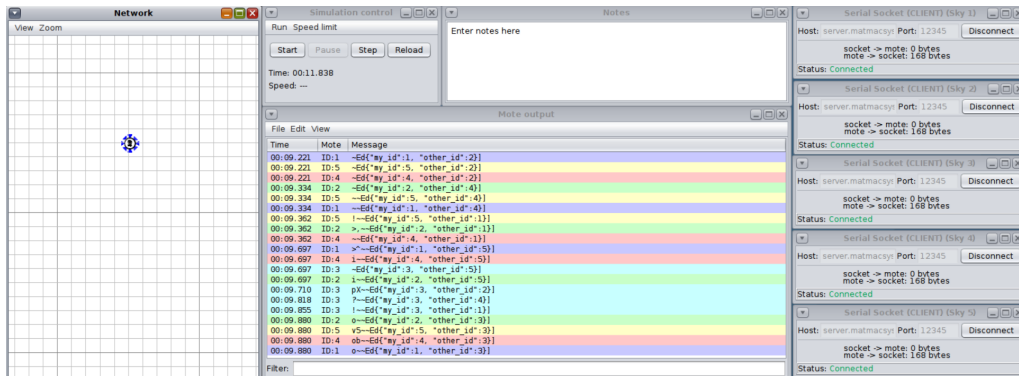 Network
View Zoom
Simulation control
Run Speed limit
Start Pause Step Reload
Time: 00:11.838
Speed: ---
Notes
Enter notes here
Mote output
File Edit View
Time Mote Message
00:09.221 ID:1 ~Ed{"my_id":1, "other_id":2}]
00:09.221 ID:5 ~Ed{"my_id":5, "other_id":2}]
00:09.221 ID:4 ~Ed{"my_id":4, "other_id":2}]
00:09.334 ID:2 ~Ed{"my_id":2, "other_id":4}]
00:09.334 ID:5 ~~Ed{"my_id":5, "other_id":4}]
00:09.334 ID:1 ~~Ed{"my_id":1, "other_id":4}]
00:09.362 ID:5 !~~Ed{"my_id":5, "other_id":1}]
00:09.362 ID:2 >,~~Ed{"my_id":2, "other_id":1}]
00:09.362 ID:4 ~~Ed{"my_id":4, "other_id":1}]
00:09.697 ID:1 >^~~Ed{"my_id":1, "other_id":5}]
00:09.697 ID:4 i~~Ed{"my_id":4, "other_id":5}]
00:09.697 ID:3 ~Ed{"my_id":3, "other_id":5}]
00:09.697 ID:2 i~~Ed{"my_id":2, "other_id":5}]
00:09.710 ID:3 pX~~Ed{"my_id":3, "other_id":2}]
00:09.818 ID:3 ?~~Ed{"my_id":3, "other_id":4}]
00:09.855 ID:3 !~~Ed{"my_id":3, "other_id":1}]
00:09.880 ID:2 o~~Ed{"my_id":2, "other_id":3}]
00:09.880 ID:5 v5~~Ed{"my_id":5, "other_id":3}]
00:09.880 ID:4 ob~~Ed{"my_id":4, "other_id":3}]
00:09.880 ID:1 o~~Ed{"my_id":1, "other_id":3}]
Filter:
Serial Socket (CLIENT) (Sky 1)
Host: server.matmacsy Port: 12345 Disconnect
socket -> mote: 0 bytes
mote -> socket: 168 bytes
Status: Connected
Serial Socket (CLIENT) (Sky 2)
Host: server.matmacsy Port: 12345 Disconnect
socket -> mote: 0 bytes
mote -> socket: 168 bytes
Status: Connected
Serial Socket (CLIENT) (Sky 3)
Host: server.matmacsy Port: 12345 Disconnect
socket -> mote: 0 bytes
mote -> socket: 168 bytes
Status: Connected
Serial Socket (CLIENT) (Sky 4)
Host: server.matmacsy Port: 12345 Disconnect
socket -> mote: 0 bytes
mote -> socket: 168 bytes
Status: Connected
Serial Socket (CLIENT) (Sky 5)
Host: server.matmacsy Port: 12345 Disconnect
socket -> mote: 0 bytes
mote -> socket: 168 bytes
Status: Connected